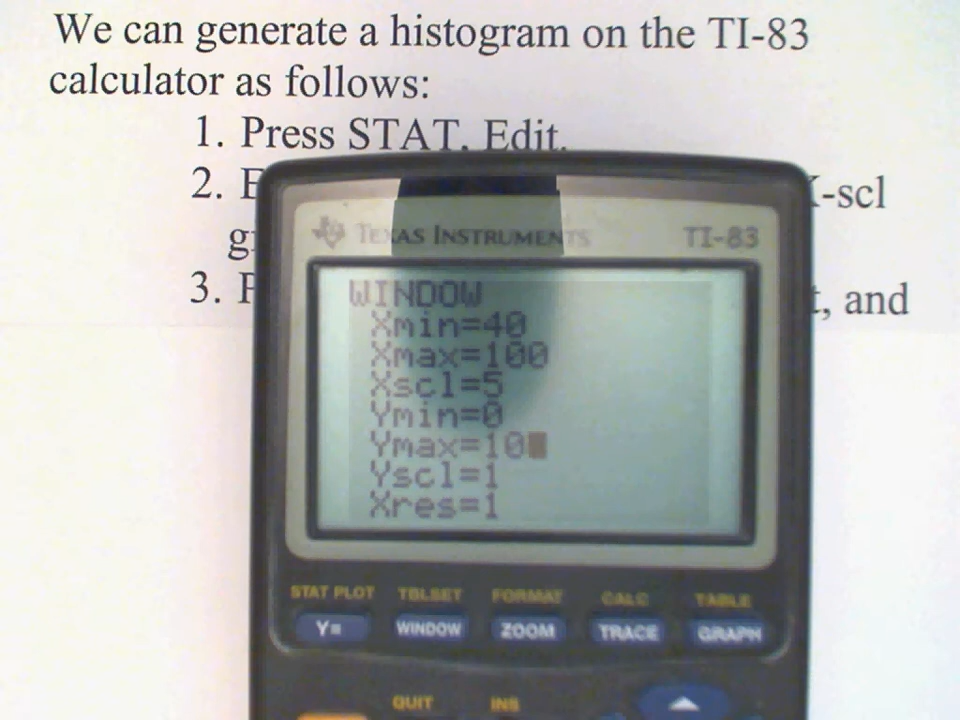 We can generate a histogram on the TI-83
calculator as follows:
1. Press STAT, Edit.
2.
-scl
3.
and
TEXAS INSTRUMENTS TI-83
WINDOW
Xmin=40
Xmax=100
Xscl=5
Ymin=0
Ymax=10
Yscl=1
Xres=1
STAT PLOT TBLSET FORMAT CALC TABLE
Y= WINDOW ZOOM TRACE GRAPH
QUIT INS